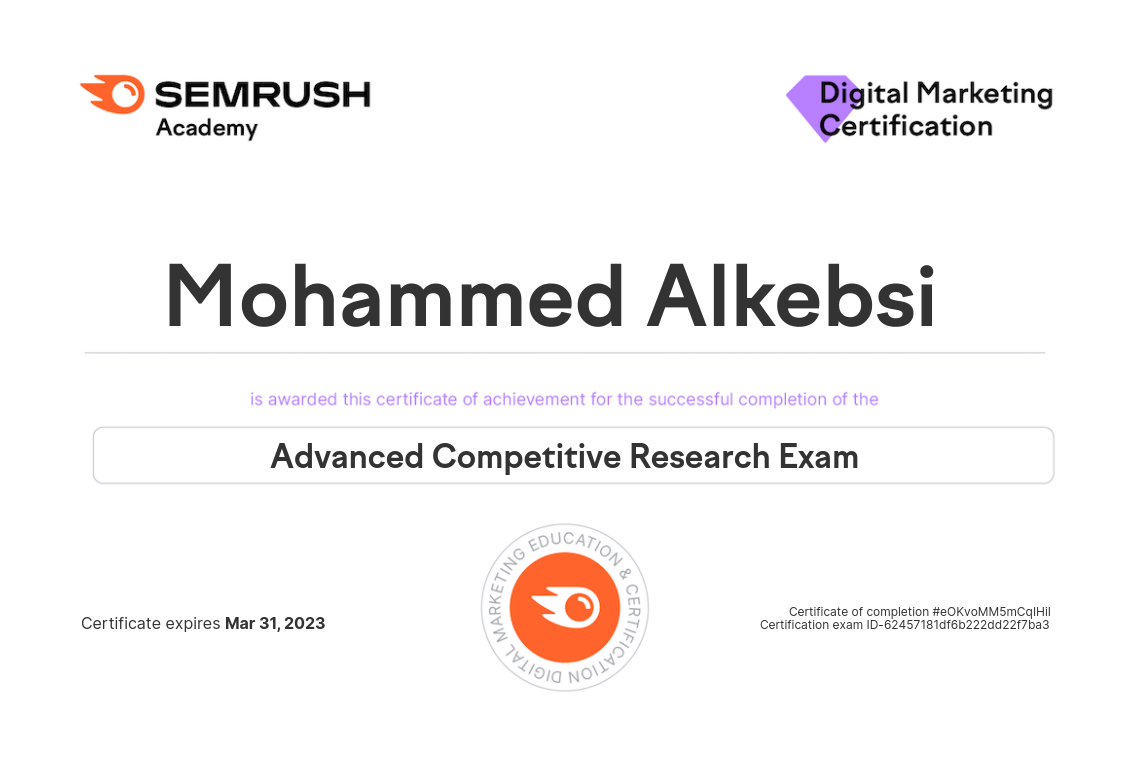 SEMRUSH
Academy
Digital Marketing
Certification
Mohammed Alkebsi
is awarded this certificate of achievement for the successful completion of the
Advanced Competitive Research Exam
DIGITAL MARKETING EDUCATION & CERTIFICATION
Certificate expires Mar 31, 2023
Certificate of completion #eOKvoMM5mCqIHiI
Certification exam ID-62457181df6b222dd22f7ba3